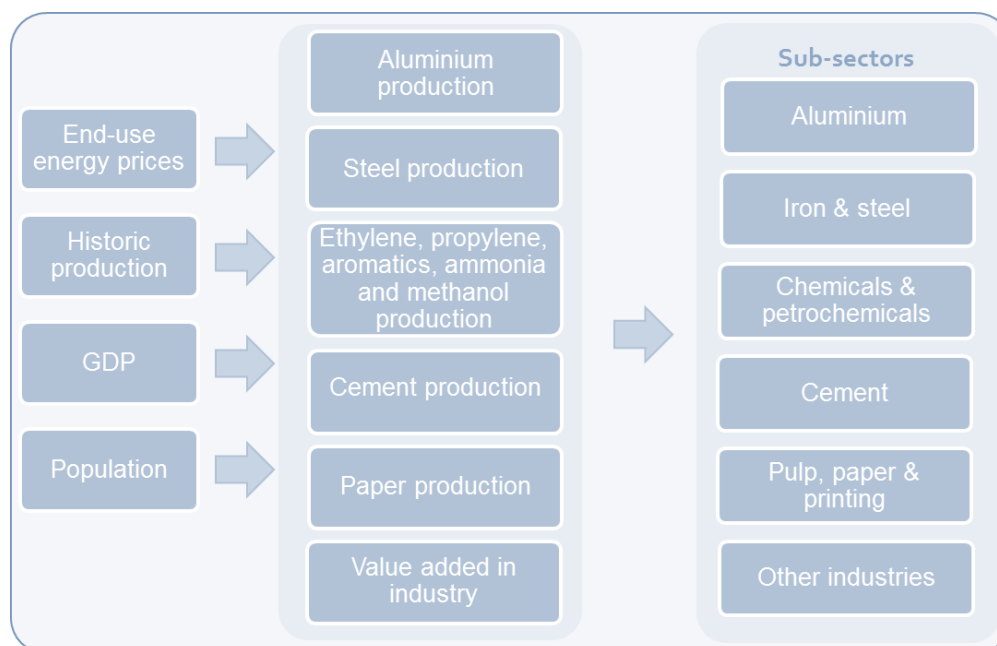 End-use
energy prices
Historic
production
GDP
Population
Aluminium
production
Steel production
Ethylene, propylene,
aromatics, ammonia
and methanol
production
Cement production
Paper production
Value added in
industry
Sub-sectors
Aluminium
Iron & steel
Chemicals &
petrochemicals
Cement
Pulp, paper &
printing
Other industries